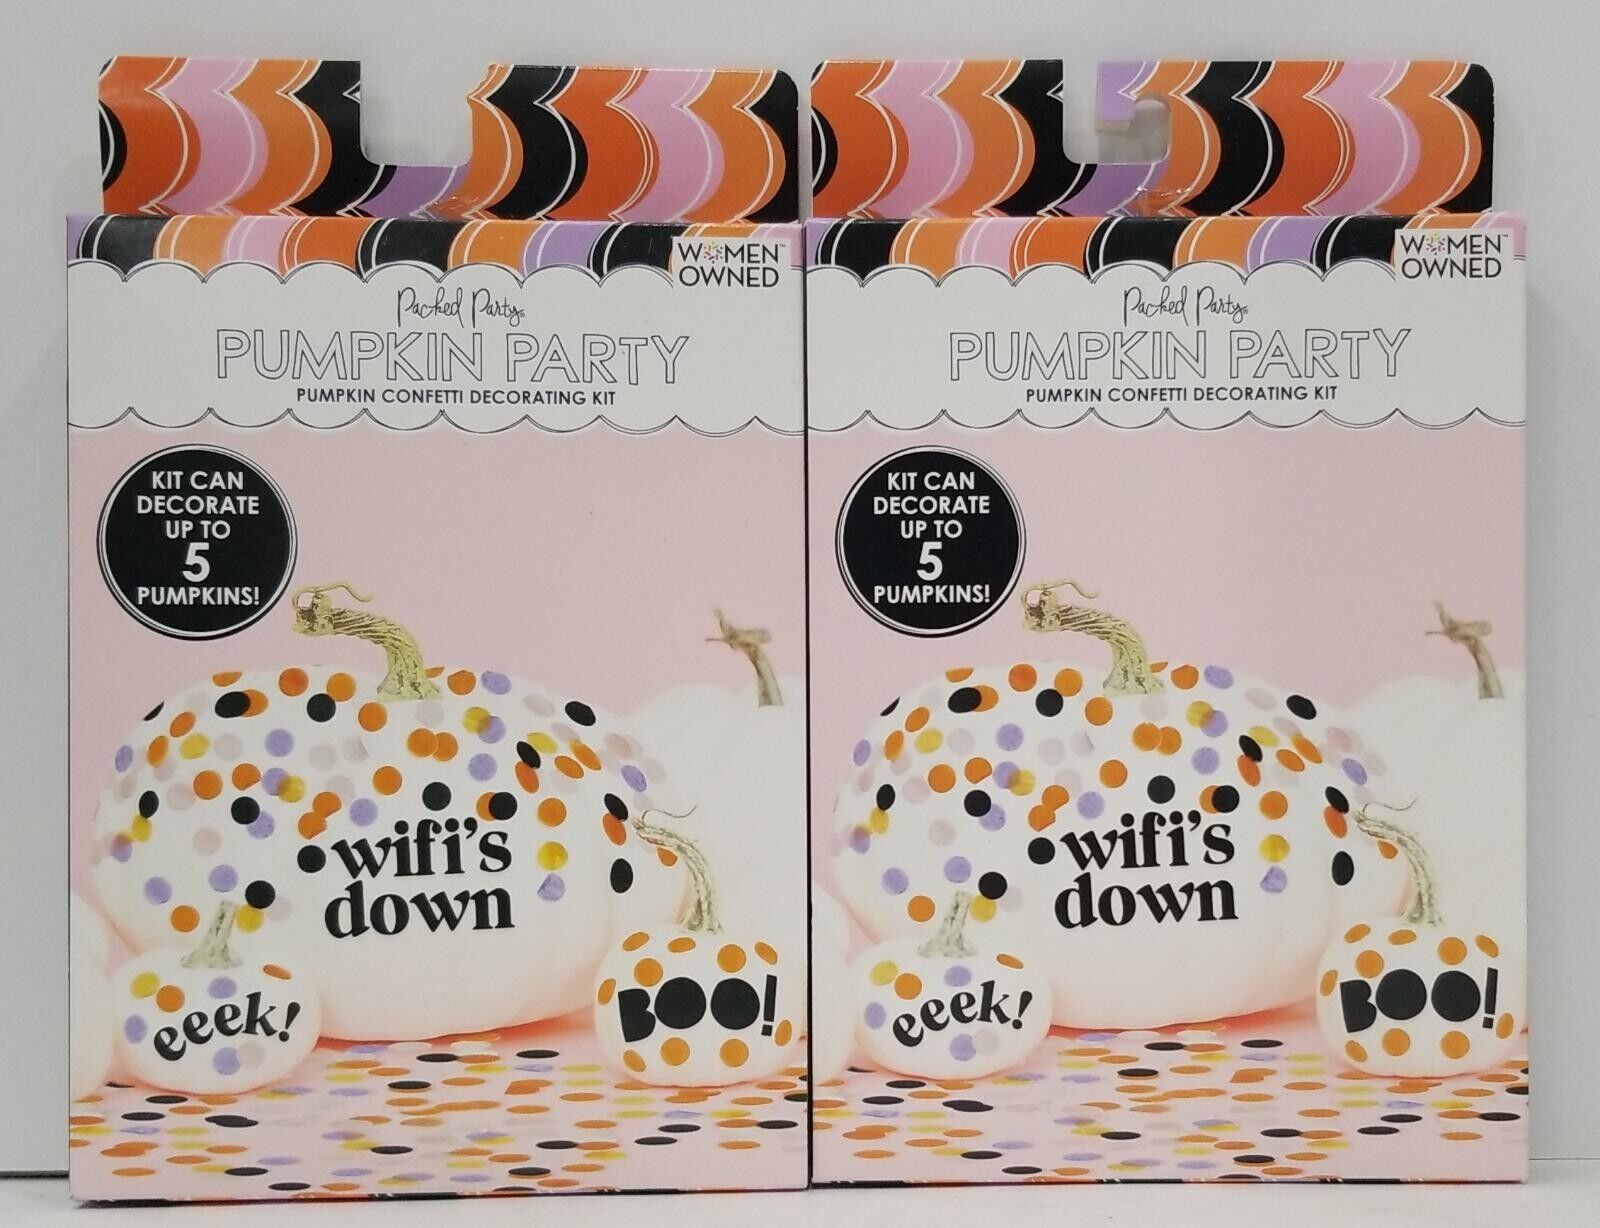 WOMEN™
OWNED
Packed Party®
PUMPKIN PARTY
PUMPKIN CONFETTI DECORATING KIT
KIT CAN
DECORATE
UP TO
5
PUMPKINS!
wifi's
down
eeek!
BOO!
WOMEN™
OWNED
Packed Party®
PUMPKIN PARTY
PUMPKIN CONFETTI DECORATING KIT
KIT CAN
DECORATE
UP TO
5
PUMPKINS!
wifi's
down
eeek!
BOO!